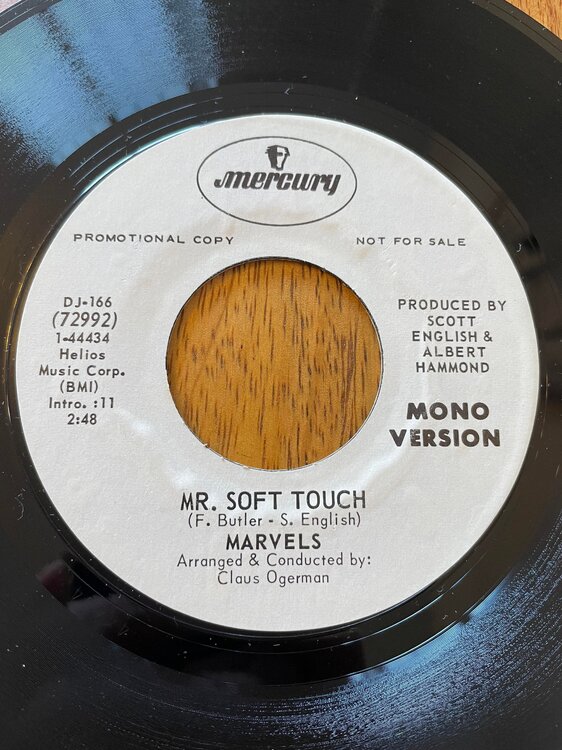 mercury
PROMOTIONAL COPY
NOT FOR SALE
DJ-166
(72992)
1-44434
Helios
Music Corp.
(BMI)
Intro. :11
2:48
PRODUCED BY
SCOTT
ENGLISH &
ALBERT
HAMMOND
MONO
VERSION
MR. SOFT TOUCH
(F. Butler - S. English)
MARVELS
Arranged & Conducted by:
Claus Ogerman